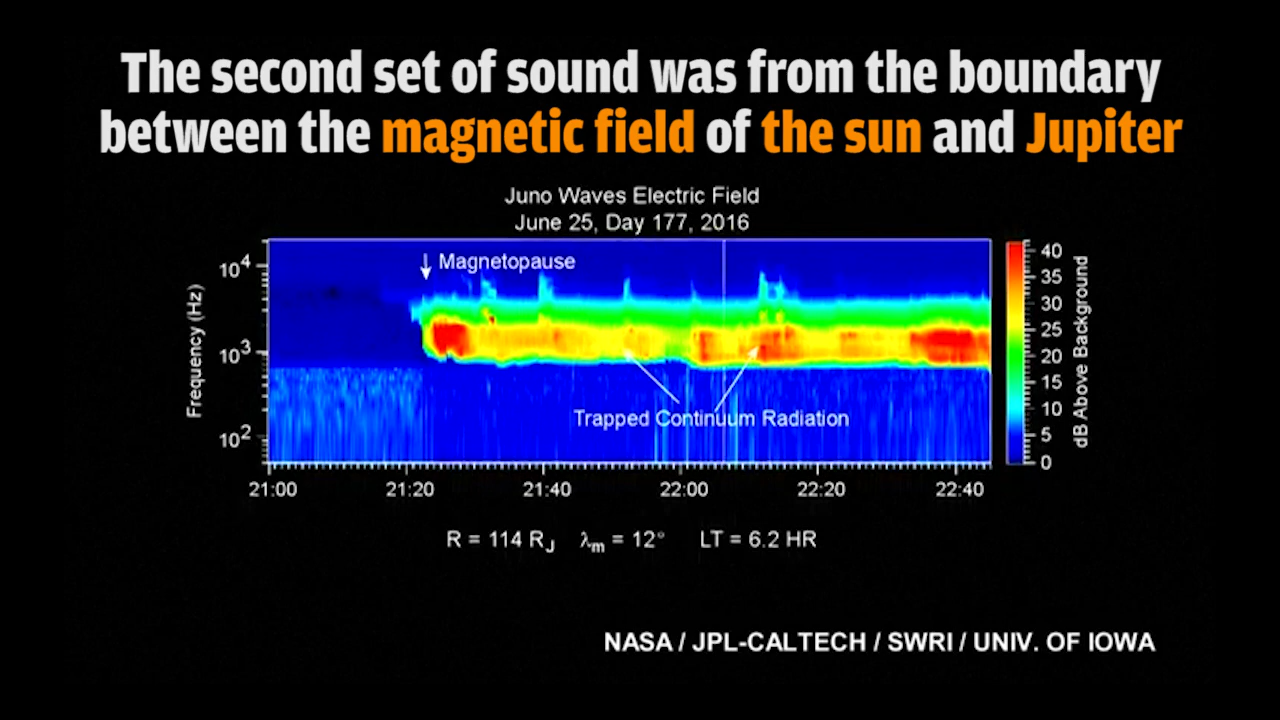 The second set of sound was from the boundary
between the magnetic field of the sun and Jupiter
Juno Waves Electric Field
June 25, Day 177, 2016
Magnetopause
10⁴
10³
10²
Frequency (Hz)
Trapped Continuum Radiation
21:00 21:20 21:40 22:00 22:20 22:40
40
35
30
25
20
15
10
5
0
dB Above Background
R = 114 R_J λ_m = 12° LT = 6.2 HR
NASA / JPL-CALTECH / SWRI / UNIV. OF IOWA